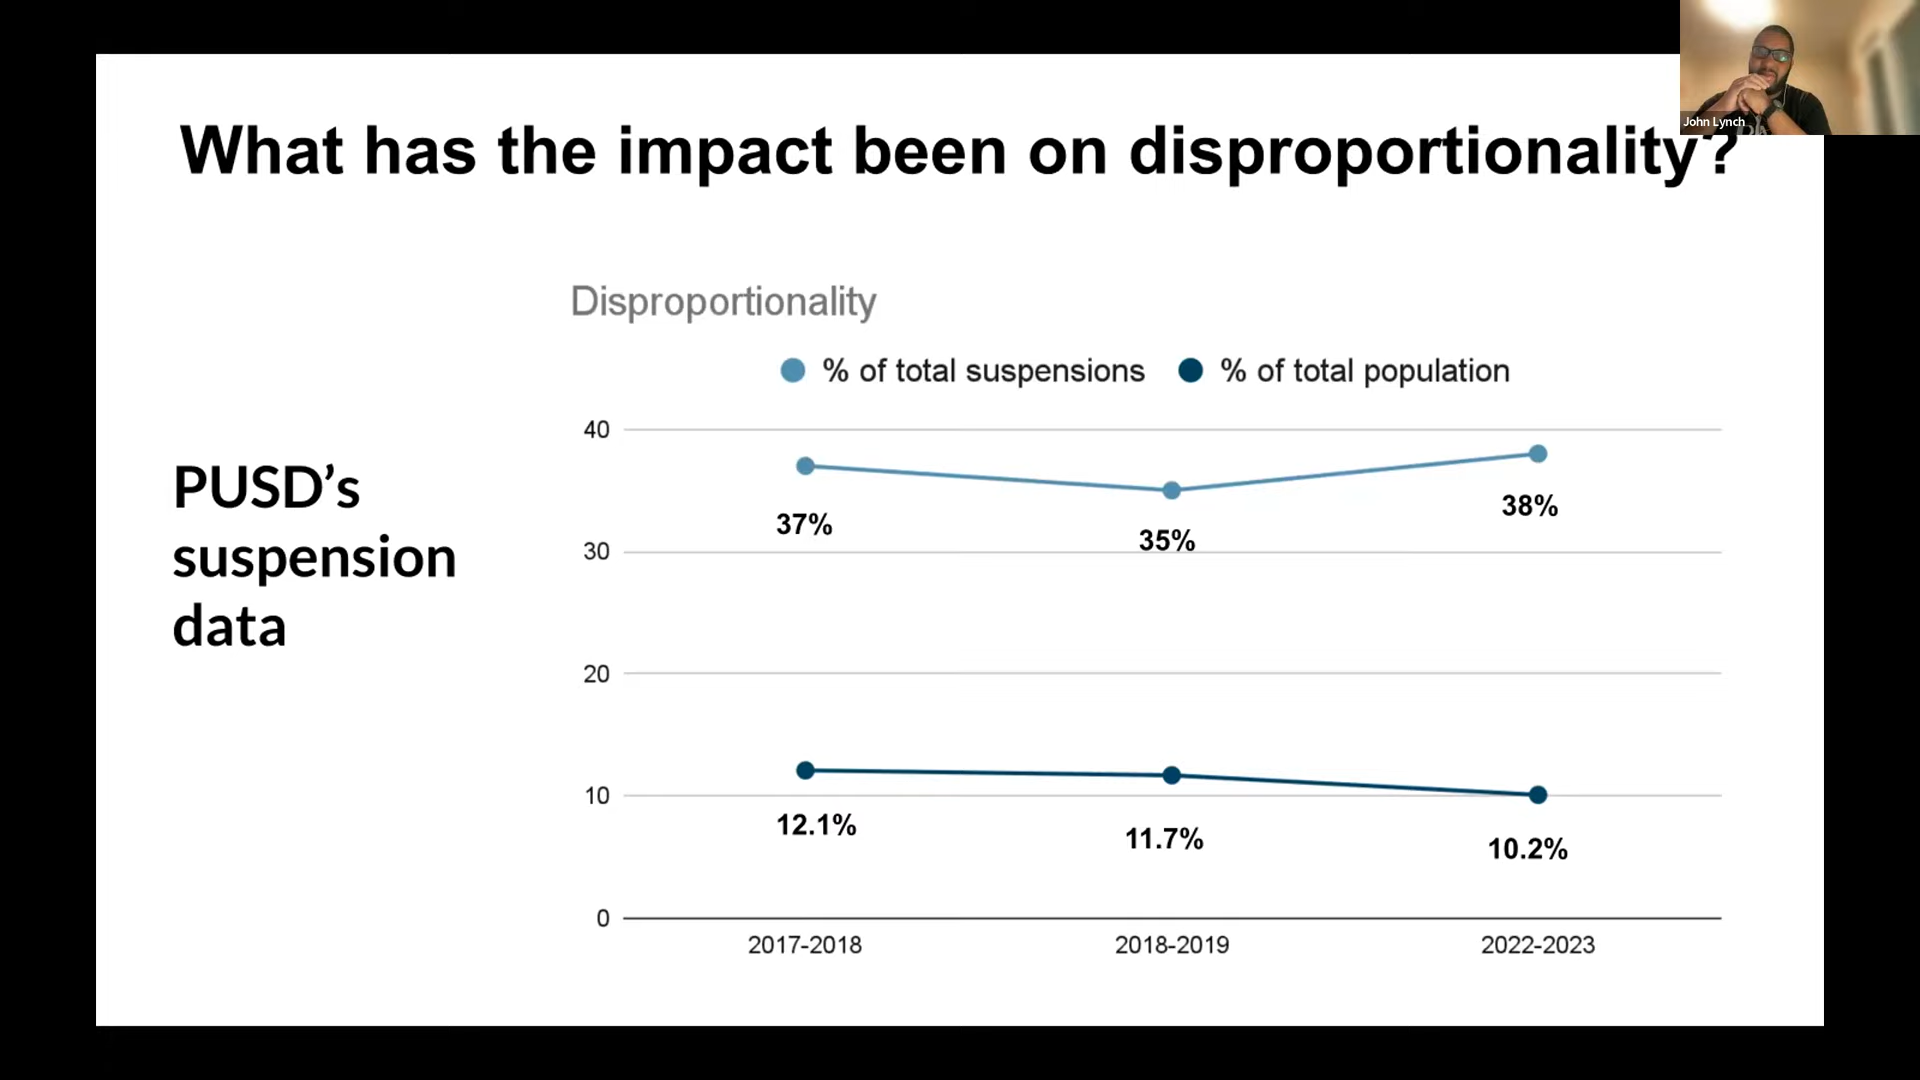 John Lynch
What has the impact been on disproportionality?
PUSD’s
suspension
data
Disproportionality
% of total suspensions % of total population
40
30
20
10
0
37%
35%
38%
12.1%
11.7%
10.2%
2017-2018 2018-2019 2022-2023